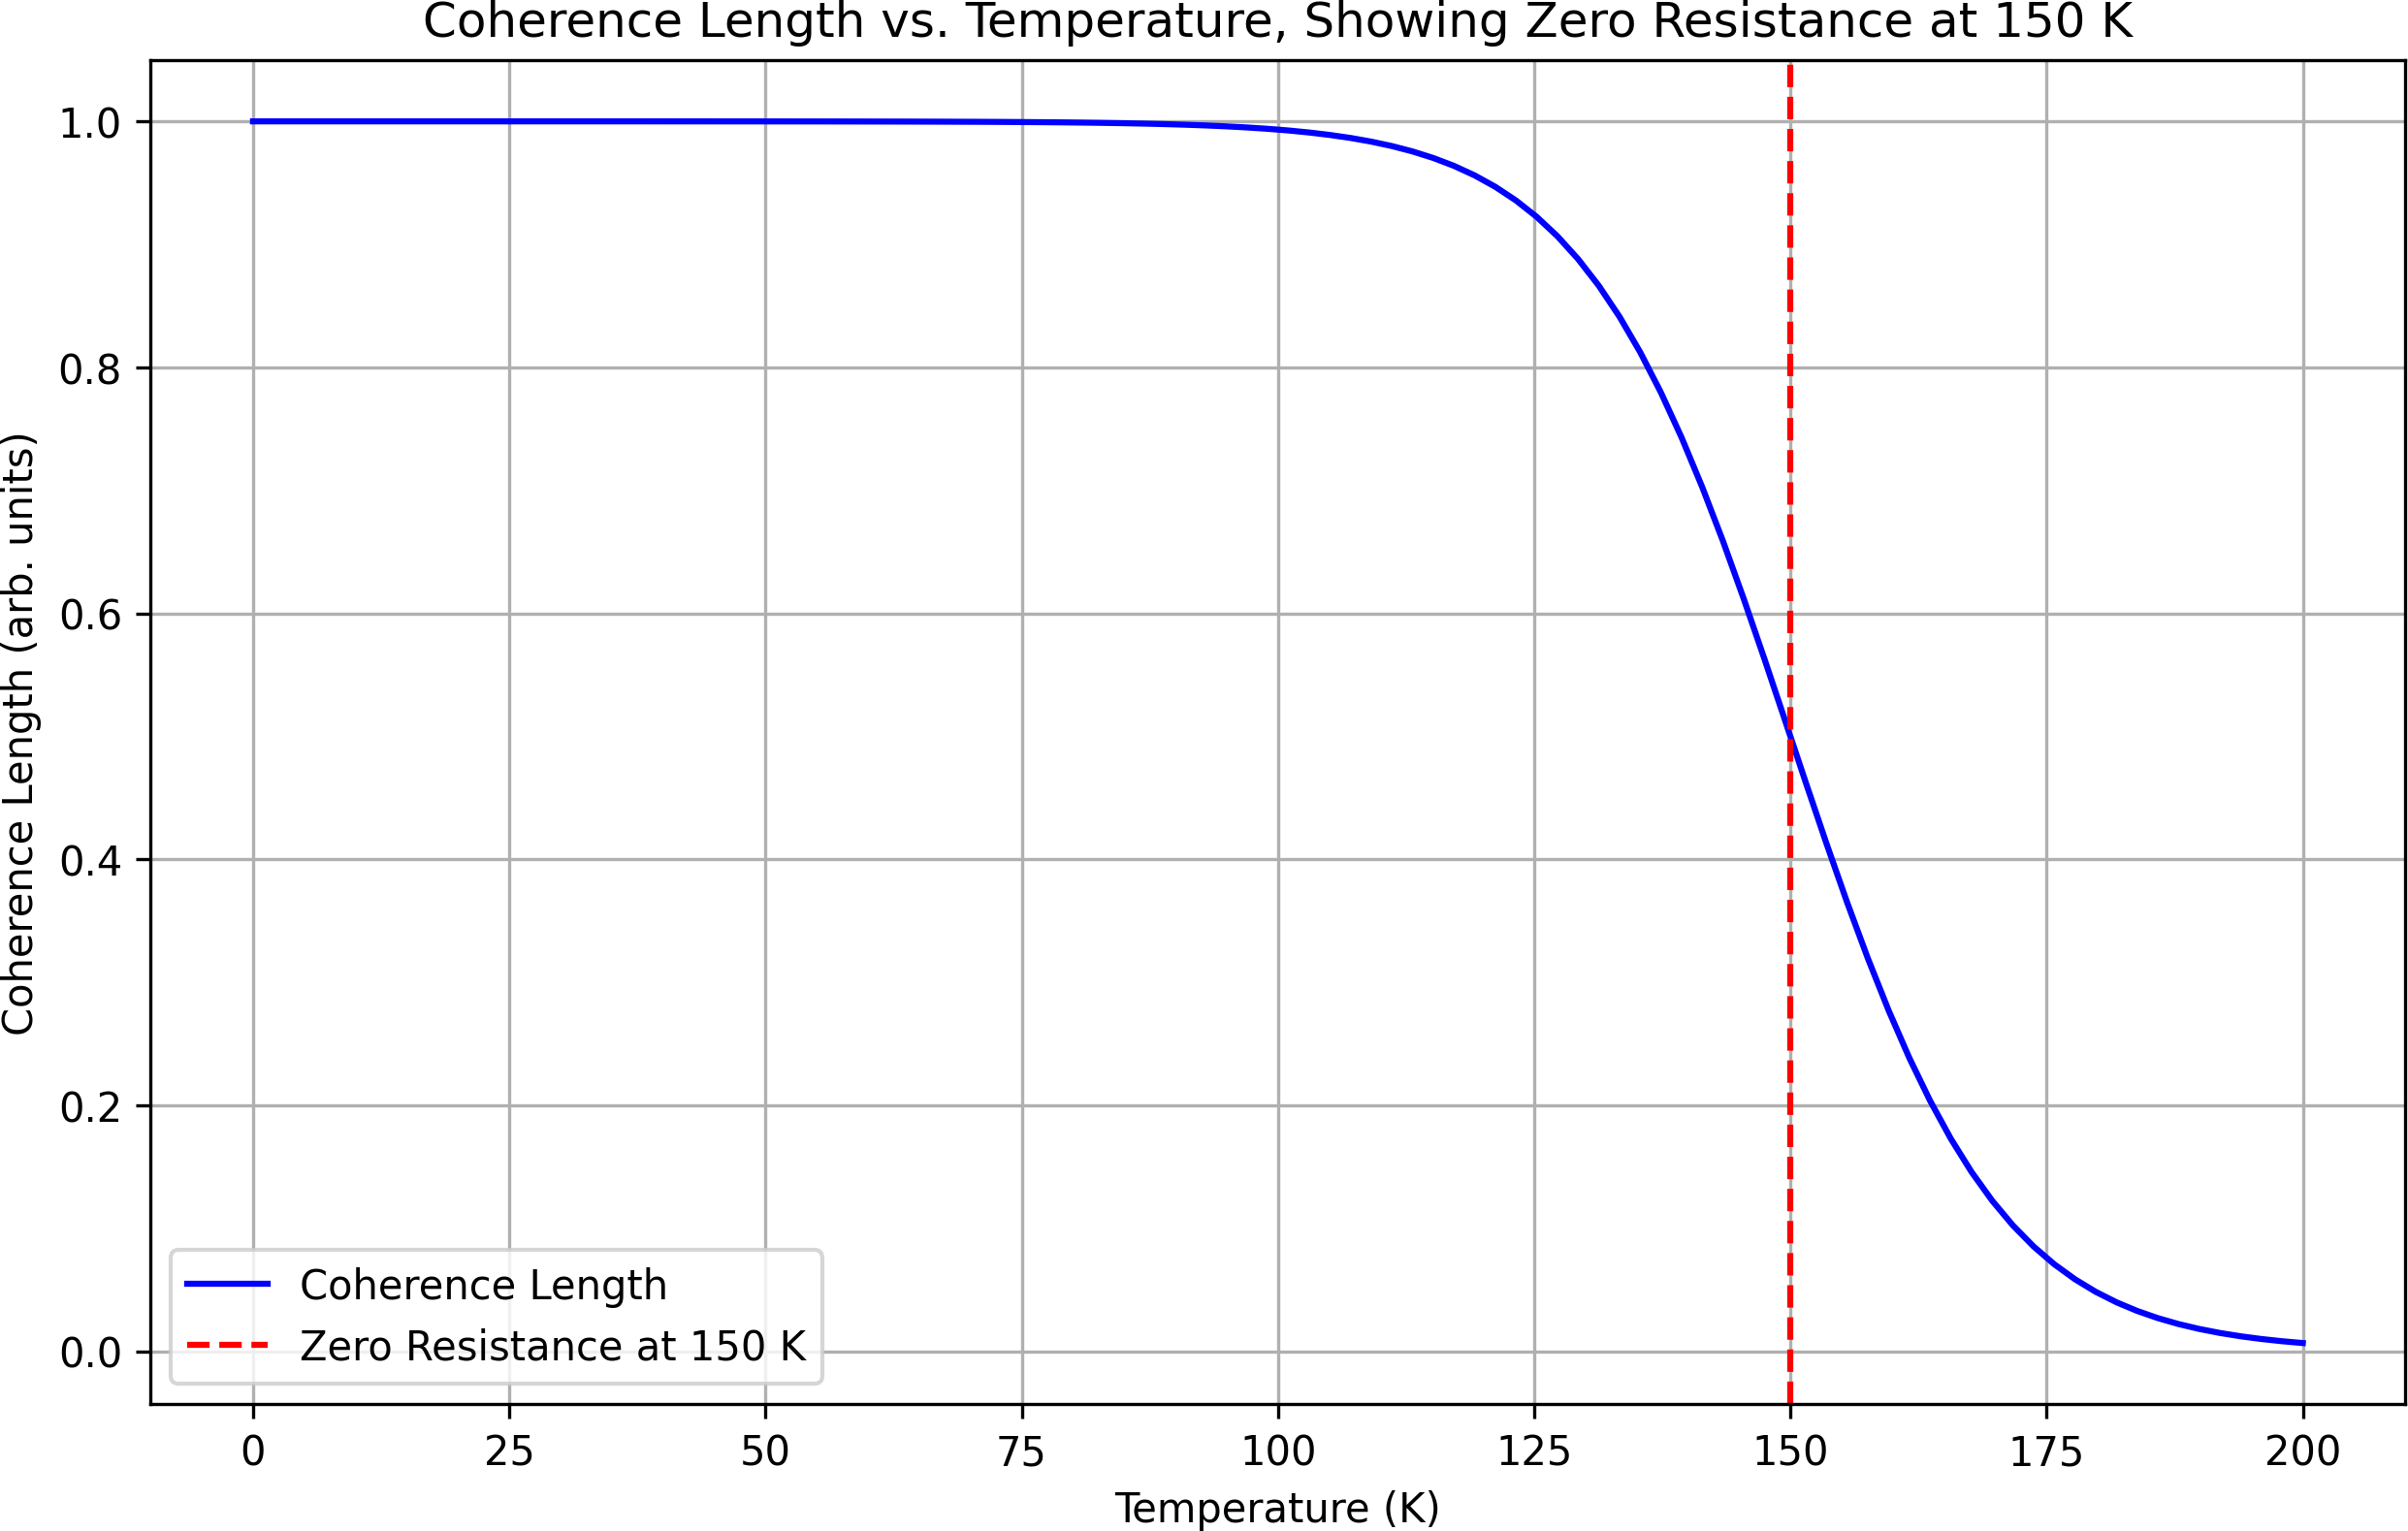 Coherence Length vs. Temperature, Showing Zero Resistance at 150 K
Coherence Length (arb. units)
1.0
0.8
0.6
0.4
0.2
0.0
Coherence Length
Zero Resistance at 150 K
0 25 50 75 100 125 150 175 200
Temperature (K)